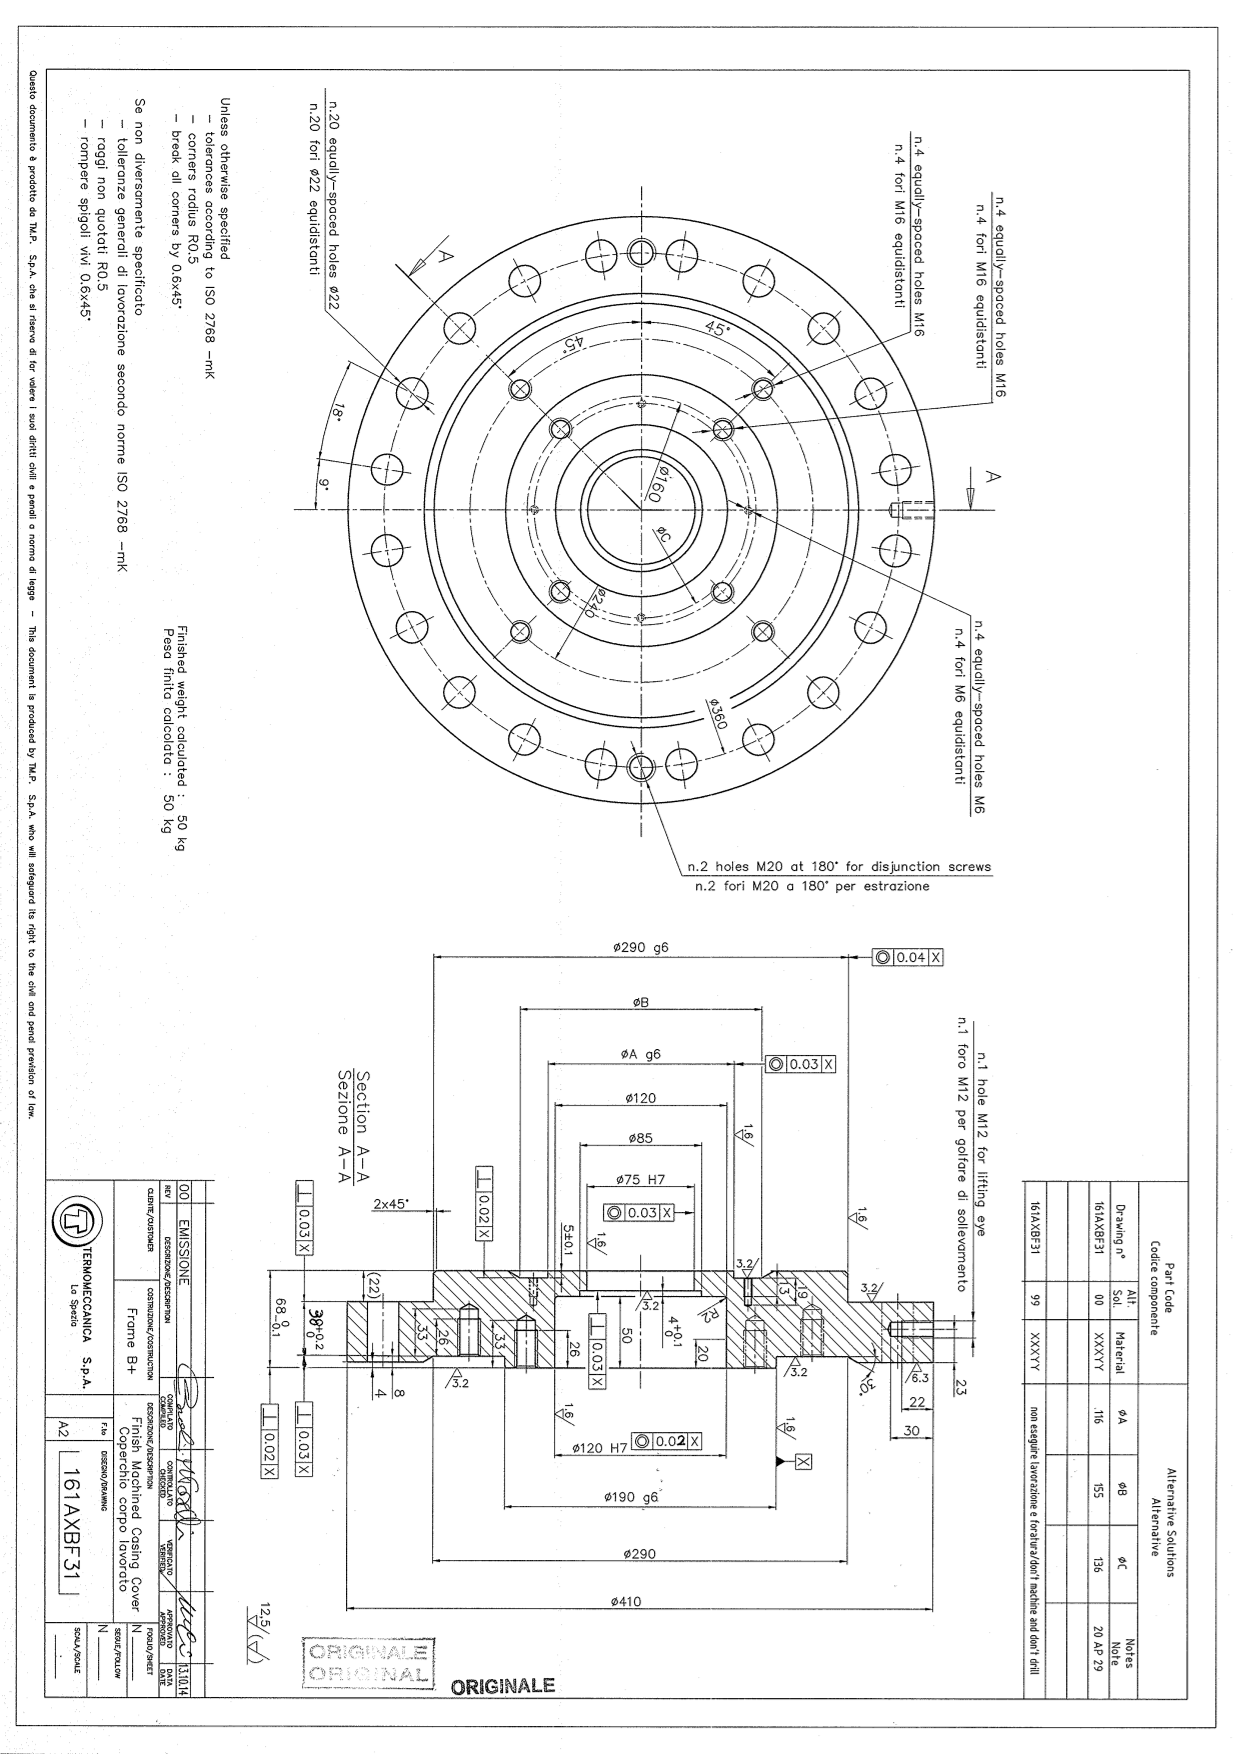 Part Code
Codice componente
Alternative Solutions
Alternative
Drawing n°
Alt.
Sol.
Material
øA
øB
øC
Notes
Note
161AXBF31
00
XXXYY
116
155
136
20 AP 29
161AXBF31
99
XXXYY
non eseguire lavorazione e foratura/don't machine and don't drill
n.4 equally-spaced holes M16
n.4 fori M16 equidistanti
n.4 equally-spaced holes M16
n.4 fori M16 equidistanti
n.4 equally-spaced holes M6
n.4 fori M6 equidistanti
n.2 holes M20 at 180° for disjunction screws
n.2 fori M20 a 180° per estrazione
n.20 equally-spaced holes ø22
n.20 fori ø22 equidistanti
A
A
45°
45°
18°
9°
ø160
øC
ø240
ø360
n.1 hole M12 for lifting eye
n.1 foro M12 per golfare di sollevamento
ø290 g6
0.04 X
øB
øA g6
0.03 X
ø120
1,6
ø85
ø75 H7
0.03 X
1,6
1,6
2x45°
0.02 X
0.03 X
5±0.1
3.2
3.2
3.2
13
19
R2
(22)
68 0 -0.1
+0.2 0
33
26
33
26
0.03 X
50
4+0.1 0
20
3.2
3.2
6.3
23
22
30
8
4
0.02 X
0.03 X
1,6
1,6
X
ø120 H7
0.02 X
ø190 g6
ø290
ø410
Section A-A
Sezione A-A
Unless otherwise specified
- tolerances according to ISO 2768 -mK
- corners radius R0.5
- break all corners by 0.6x45°
Se non diversamente specificato
- tolleranze generali di lavorazione secondo norme ISO 2768 -mK
- raggi non quotati R0.5
- rompere spigoli vivi 0.6x45°
Finished weight calculated : 50 kg
Pesa finita calcolata : 50 kg
12,5
ORIGINALE
ORIGINAL
ORIGINALE
00
EMISSIONE
13.10.14
REV
DESCRIZIONE/DESCRIPTION
COMPILATO
COMPILED
CONTROLLATO
CHECKED
VERIFICATO
VERIFIED
APPROVATO
APPROVED
DATA
DATE
CLIENTE/CUSTOMER
COSTRUZIONE/COSTRUCTION
Frame B+
DESCRIZIONE/DESCRIPTION
Finish Machined Casing Cover
Coperchio corpo lavorato
FOGLIO/SHEET
N
SEGUE/FOLLOW
N
TERMOMECCANICA S.p.A.
La Spezia
F.to
A2
DISEGNO/DRAWING
161AXBF31
SCALA/SCALE
Questo documento è prodotto da TM.P. S.p.A. che si riserva di far valere i suoi diritti civili e penali a norma di legge - This document is produced by TM.P. S.p.A. who will safeguard its right to the civil and penal prevision of law.